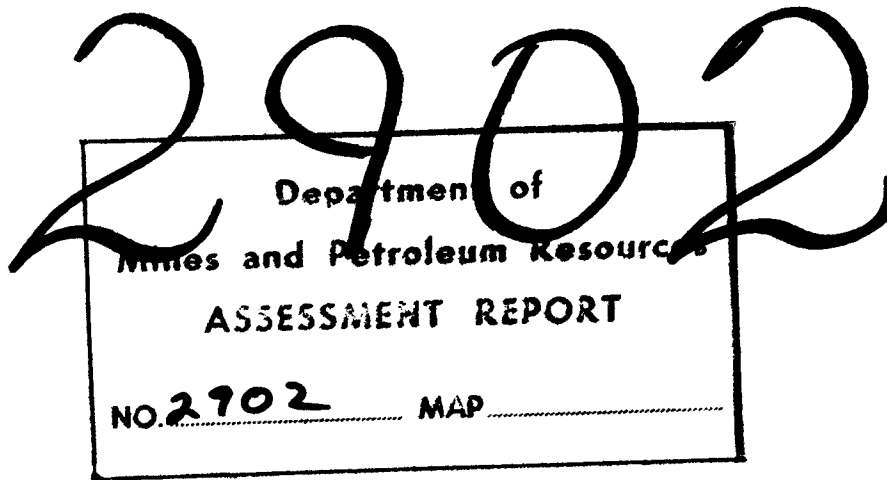 2902
Department of
Mines and Petroleum Resources
ASSESSMENT REPORT
NO. 2902 MAP